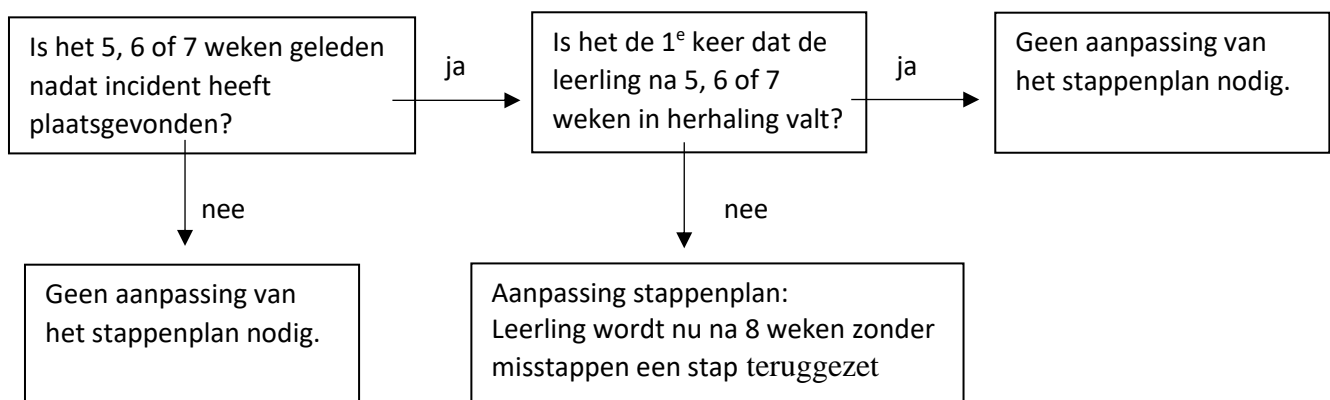 Is het 5, 6 of 7 weken geleden
nadat incident heeft
plaatsgevonden?
ja
Is het de 1e keer dat de
leerling na 5, 6 of 7
weken in herhaling valt?
ja
Geen aanpassing van
het stappenplan nodig.
nee
nee
Geen aanpassing van
het stappenplan nodig.
Aanpassing stappenplan:
Leerling wordt nu na 8 weken zonder
misstappen een stap teruggezet